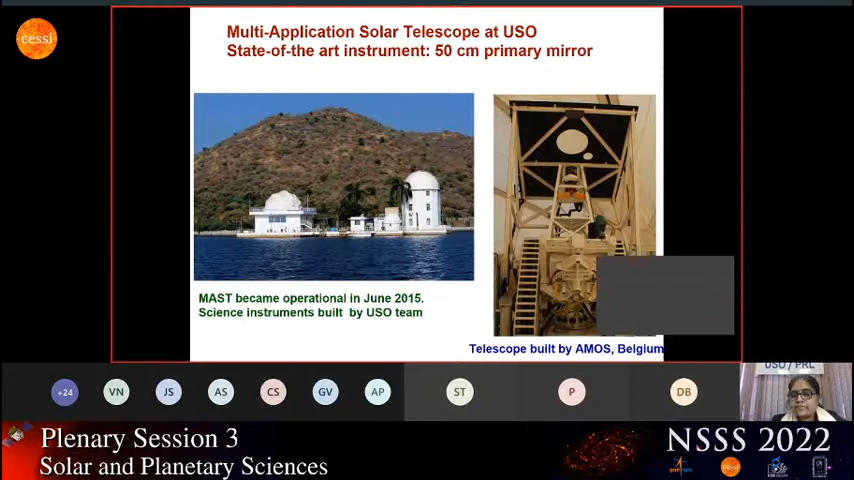 cessi
Multi-Application Solar Telescope at USO
State-of-the art instrument: 50 cm primary mirror
MAST became operational in June 2015.
Science instruments built by USO team
Telescope built by AMOS, Belgium
USO / PRL
+24
VN
JS
AS
CS
GV
AP
ST
P
DB
Plenary Session 3
Solar and Planetary Sciences
NSSS 2022
cessi